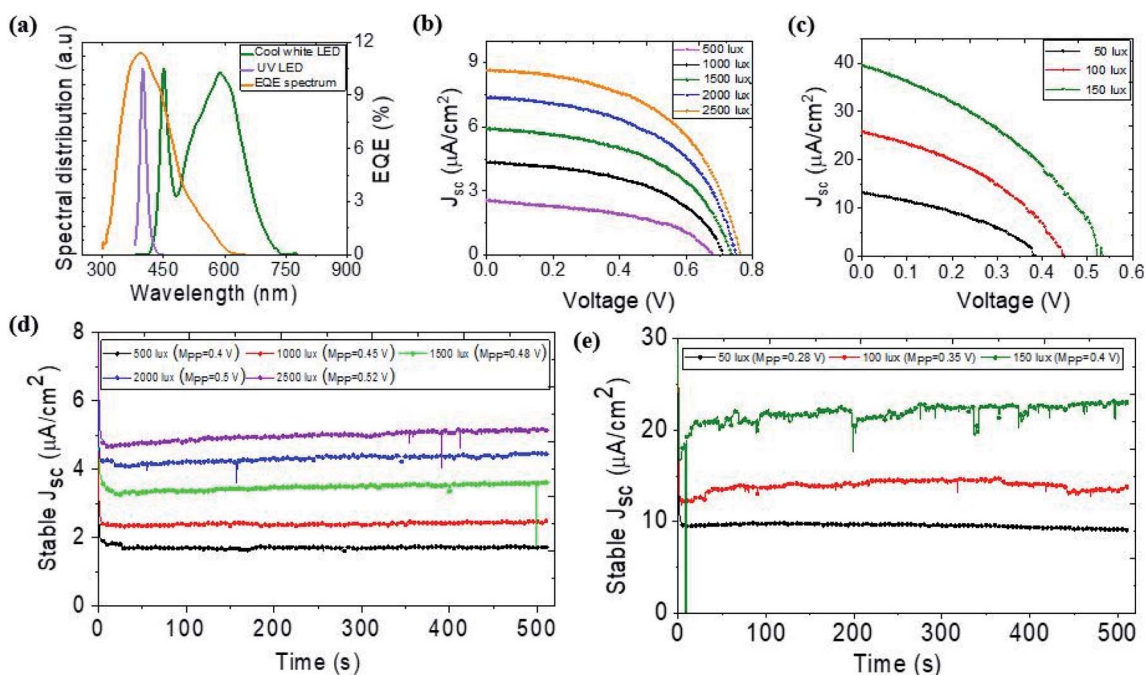 (a)
Spectral distribution (a.u)
Cool white LED
UV LED
EQE spectrum
12
9
6
3
0
EQE (%)
250 300 450 600 750 900
Wavelength (nm)
(b)
Jsc (μA/cm²)
9
6
3
0
500 lux
1000 lux
1500 lux
2000 lux
2500 lux
0.0 0.2 0.4 0.6 0.8
Voltage (V)
(c)
Jsc (μA/cm²)
40
30
20
10
0
50 lux
100 lux
150 lux
0.0 0.1 0.2 0.3 0.4 0.5 0.6
Voltage (V)
(d)
Stable Jsc (μA/cm²)
8
6
4
2
0
500 lux (MPP=0.4 V) 1000 lux (MPP=0.45 V) 1500 lux (MPP=0.48 V)
2000 lux (MPP=0.5 V) 2500 lux (MPP=0.52 V)
0 100 200 300 400 500
Time (s)
(e)
Stable Jsc (μA/cm²)
30
20
10
0
50 lux (MPP=0.28 V) 100 lux (MPP=0.35 V) 150 lux (MPP=0.4 V)
0 100 200 300 400 500
Time (s)